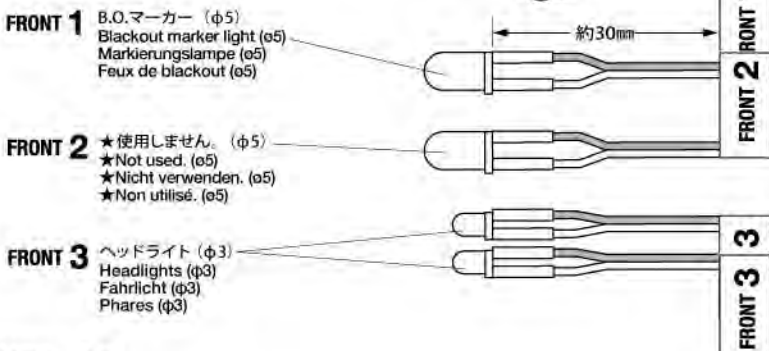 FRONT 1 B.O.マーカー（φ5）
Blackout marker light (ø5)
Markierungslampe (ø5)
Feux de blackout (ø5)
約30㎜
RONT
FRONT 2
FRONT 2 ★使用しません。（φ5）
★Not used. (ø5)
★Nicht verwenden. (ø5)
★Non utilisé. (ø5)
FRONT 3 ヘッドライト（φ3）
Headlights (φ3)
Fahrlicht (φ3)
Phares (φ3)
3
FRONT 3